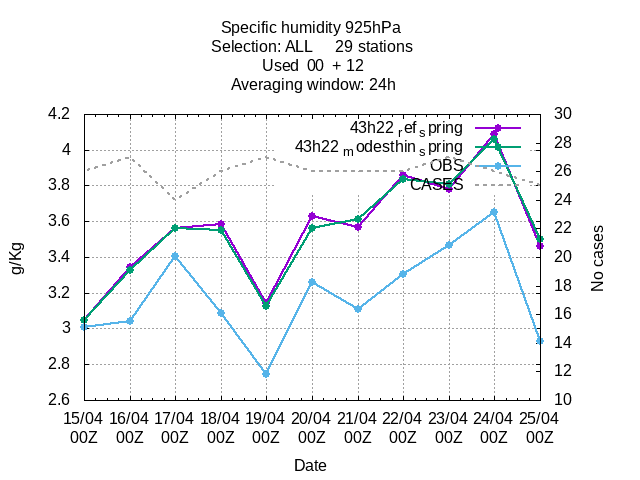 Specific humidity 925hPa
Selection: ALL 29 stations
Used 00 + 12
Averaging window: 24h
4.2
4
3.8
3.6
3.4
3.2
3
2.8
2.6
g/Kg
30
28
26
24
22
20
18
16
14
12
10
No cases
43h22 ref spring
43h22 modesthin spring
OBS
CASES
15/04 16/04 17/04 18/04 19/04 20/04 21/04 22/04 23/04 24/04 25/04
00Z 00Z 00Z 00Z 00Z 00Z 00Z 00Z 00Z 00Z 00Z
Date